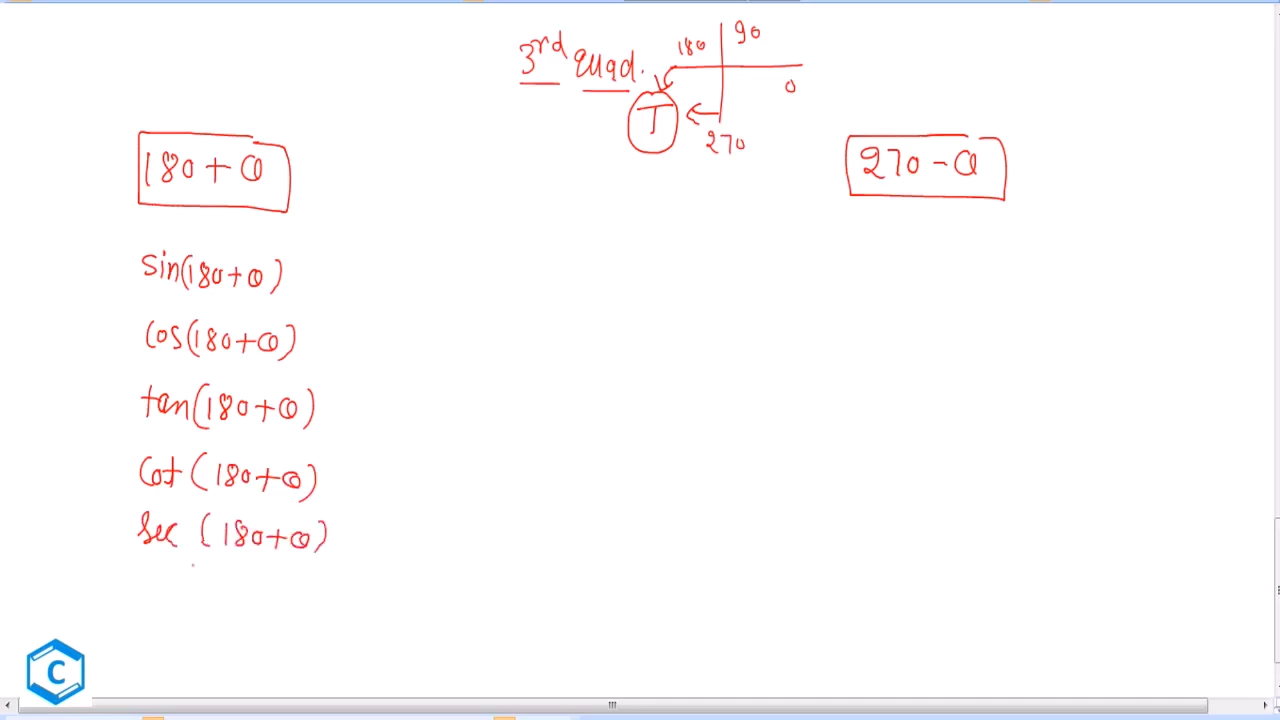 90
3rd quad. 180
0
T
270
180 + θ
270 - θ
Sin(180+θ)
Cos(180+θ)
tan(180+θ)
Cot (180+θ)
Sec (180+θ)
C